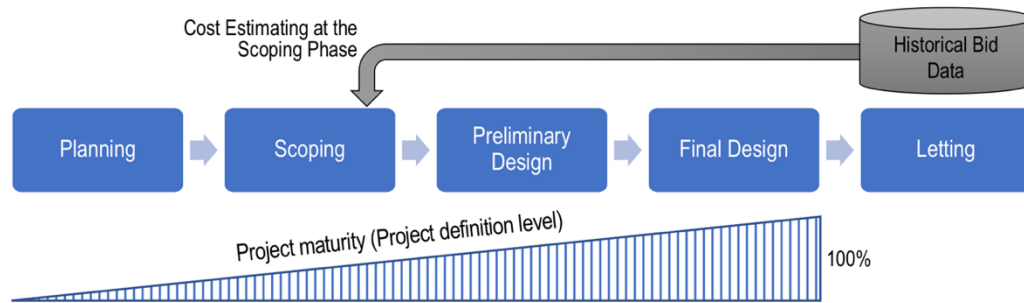 Cost Estimating at the
Scoping Phase
Historical Bid
Data
Planning
Scoping
Preliminary
Design
Final Design
Letting
Project maturity (Project definition level)
100%